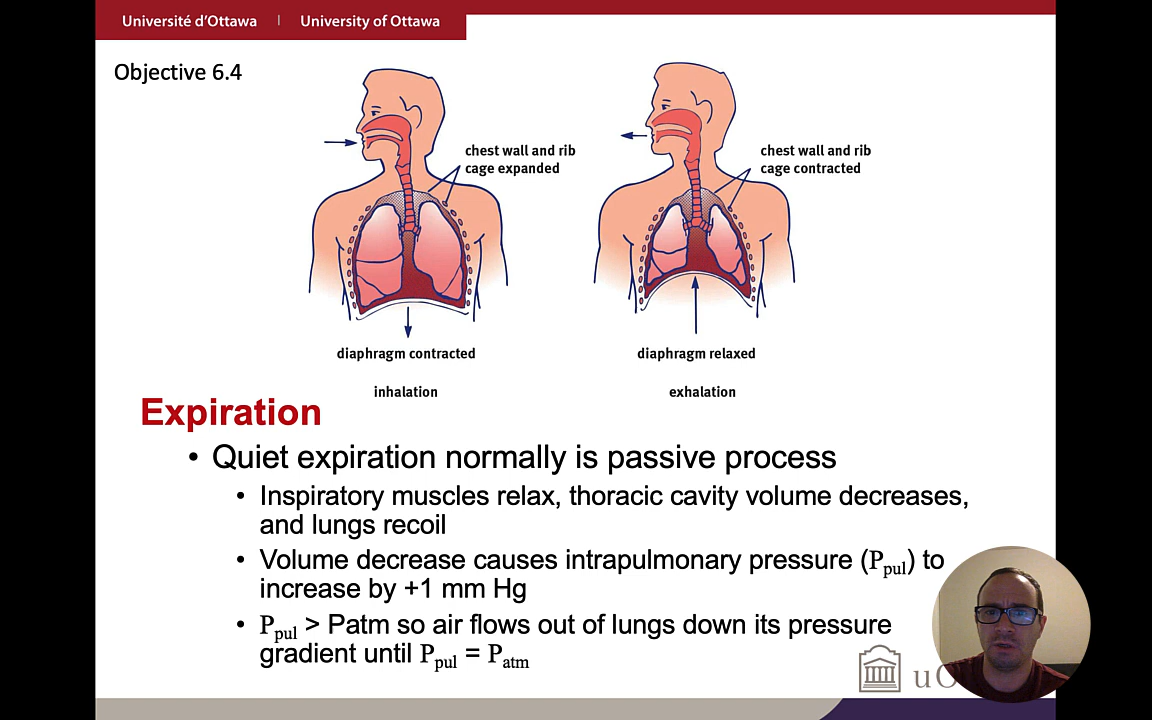 Université d'Ottawa | University of Ottawa
Objective 6.4
chest wall and rib
cage expanded
chest wall and rib
cage contracted
diaphragm contracted
diaphragm relaxed
inhalation
exhalation
Expiration
• Quiet expiration normally is passive process
• Inspiratory muscles relax, thoracic cavity volume decreases,
and lungs recoil
• Volume decrease causes intrapulmonary pressure (Ppul) to
increase by +1 mm Hg
• Ppul > Patm so air flows out of lungs down its pressure
gradient until Ppul = Patm